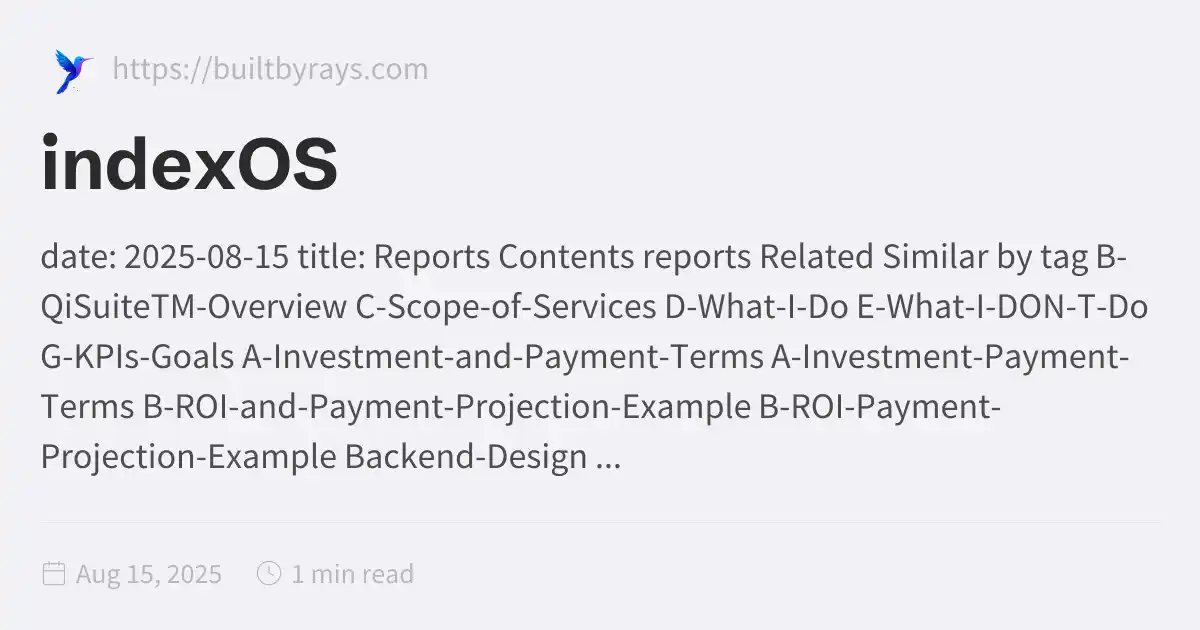 https://builtbyrays.com
indexOS
date: 2025-08-15 title: Reports Contents reports Related Similar by tag B-
QiSuiteTM-Overview C-Scope-of-Services D-What-I-Do E-What-I-DON-T-Do
G-KPIs-Goals A-Investment-and-Payment-Terms A-Investment-Payment-
Terms B-ROI-and-Payment-Projection-Example B-ROI-Payment-
Projection-Example Backend-Design ...
Aug 15, 2025 1 min read